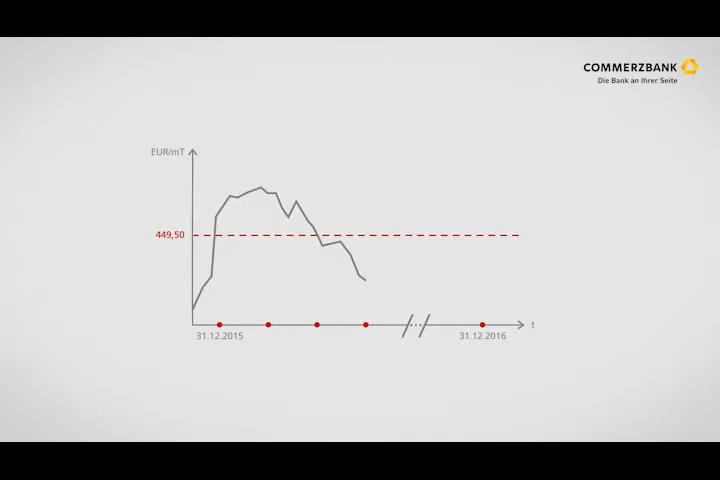 COMMERZBANK
Die Bank an Ihrer Seite
EUR/mT
449,50
...
t
31.12.2015
31.12.2016